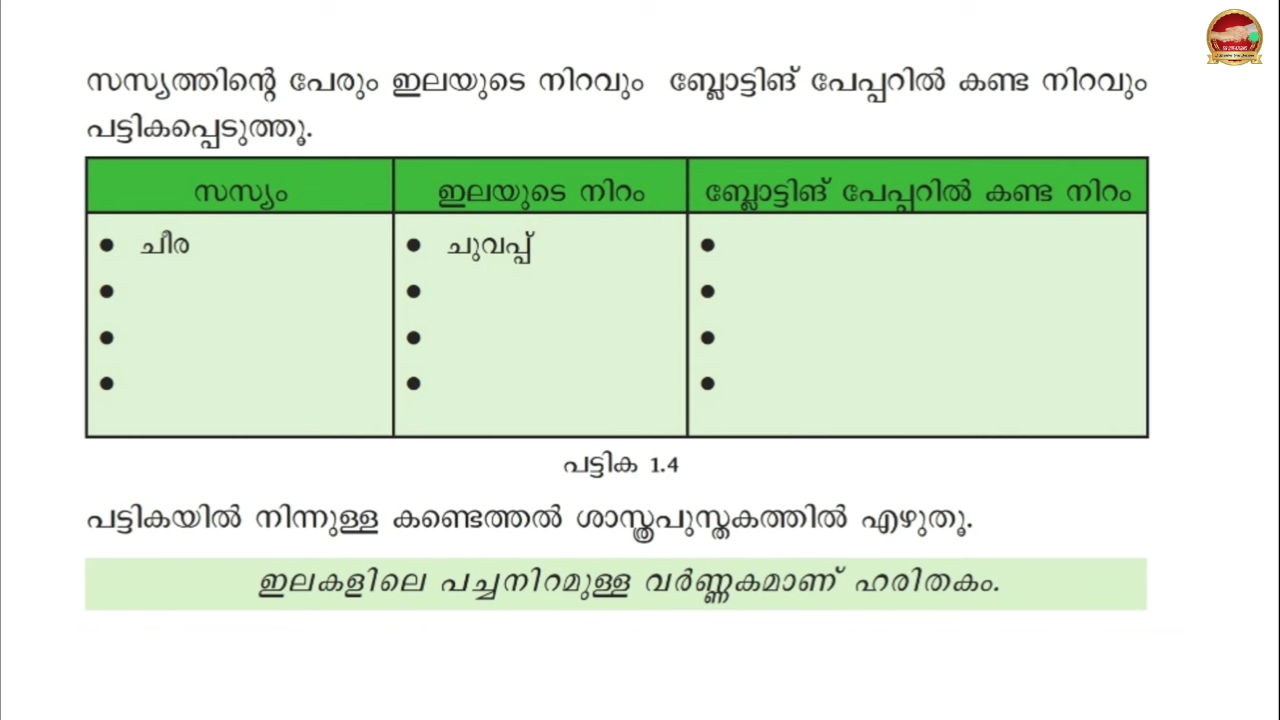 സസ്യത്തിന്റെ പേരും ഇലയുടെ നിറവും ബ്ലോട്ടിങ് പേപ്പറിൽ കണ്ട നിറവും
പട്ടികപ്പെടുത്തൂ.
സസ്യം ഇലയുടെ നിറം ബ്ലോട്ടിങ് പേപ്പറിൽ കണ്ട നിറം
• ചീര • ചുവപ്പ് •
• • •
• • •
• • •
പട്ടിക 1.4
പട്ടികയിൽ നിന്നുള്ള കണ്ടെത്തൽ ശാസ്ത്രപുസ്തകത്തിൽ എഴുതൂ.
ഇലകളിലെ പച്ചനിറമുള്ള വർണ്ണകമാണ് ഹരിതകം.